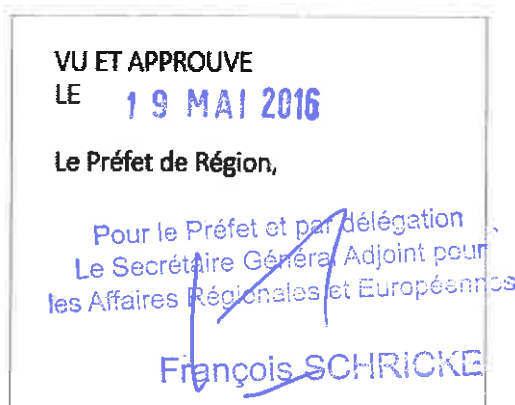 VU ET APPROUVE
LE 19 MAI 2016
Le Préfet de Région,
Pour le Préfet et par délégation
Le Secrétaire Général Adjoint pour
les Affaires Régionales et Européennes
François SCHRICKE